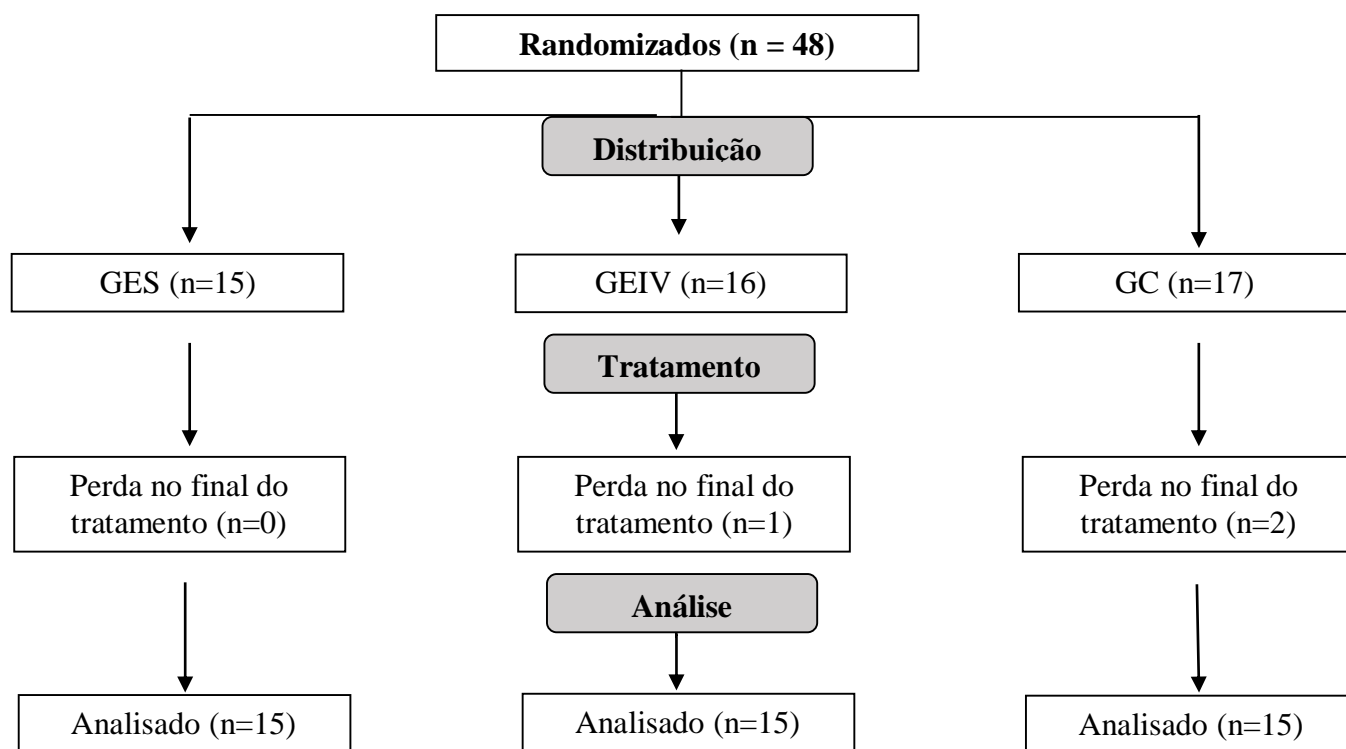 Randomizados (n = 48)
Distribuição
GES (n=15)
GEIV (n=16)
GC (n=17)
Tratamento
Perda no final do
tratamento (n=0)
Perda no final do
tratamento (n=1)
Perda no final do
tratamento (n=2)
Análise
Analisado (n=15)
Analisado (n=15)
Analisado (n=15)